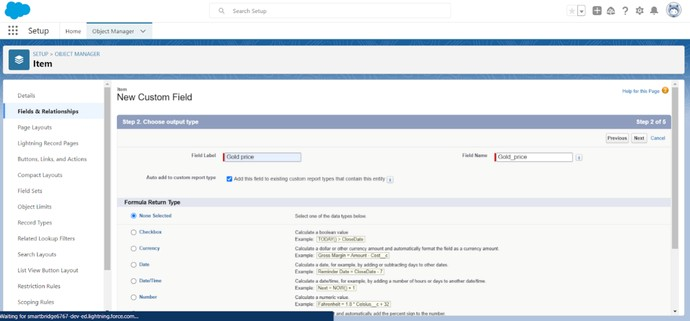 Search Setup
Setup
Home
Object Manager
SETUP > OBJECT MANAGER
Item
Details
Fields & Relationships
Page Layouts
Lightning Record Pages
Buttons, Links, and Actions
Compact Layouts
Field Sets
Object Limits
Record Types
Related Lookup Filters
Search Layouts
List View Button Layout
Restriction Rules
Scoping Rules
Item
New Custom Field
Help for this Page
Step 2. Choose output type
Step 2 of 5
Previous Next Cancel
Field Label Gold price
Field Name Gold_price
Auto add to custom report type Add this field to existing custom report types that contain this entity
Formula Return Type
None Selected Select one of the data types below.
Checkbox Calculate a boolean value
Example: TODAY() > CloseDate
Currency Calculate a dollar or other currency amount and automatically format the field as a currency amount.
Example: Gross Margin = Amount - Cost__c
Date Calculate a date, for example, by adding or subtracting days to other dates.
Example: Reminder Date = CloseDate - 7
Date/Time Calculate a date/time, for example, by adding a number of hours or days to another date/time.
Example: Next = NOW() + 1
Number Calculate a numeric value.
Example: Fahrenheit = 1.8 * Celsius__c + 32
and automatically add the percent sign to the number
Waiting for smartbridge6767-dev-ed.lightning.force.com...